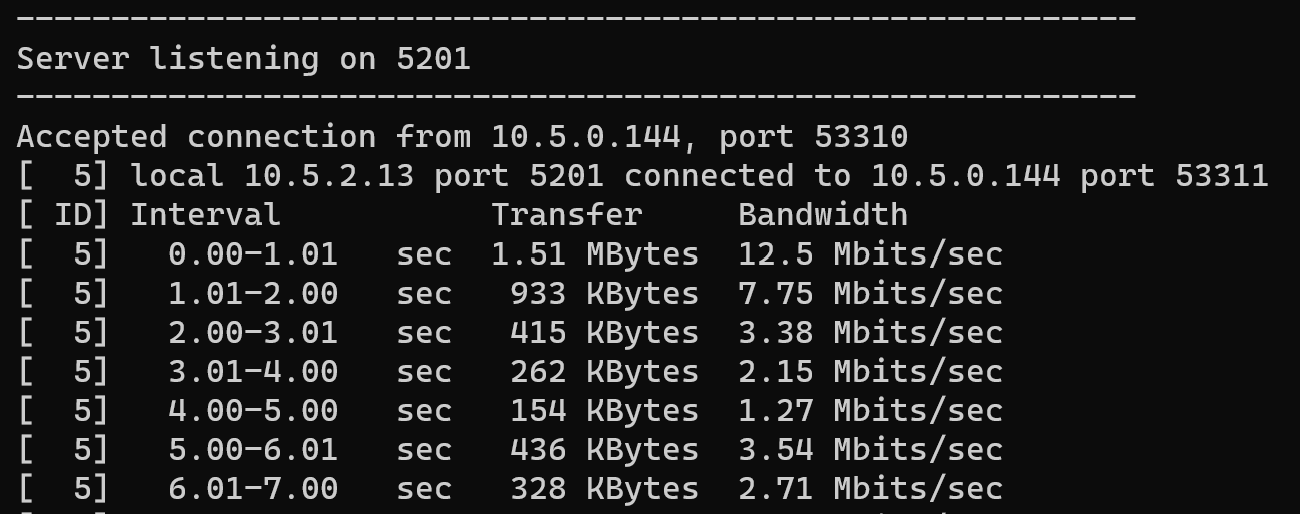 -----------------------------------------------------------
Server listening on 5201
-----------------------------------------------------------
Accepted connection from 10.5.0.144, port 53310
[  5] local 10.5.2.13 port 5201 connected to 10.5.0.144 port 53311
[ ID] Interval           Transfer     Bandwidth
[  5]   0.00-1.01   sec  1.51 MBytes  12.5 Mbits/sec
[  5]   1.01-2.00   sec   933 KBytes  7.75 Mbits/sec
[  5]   2.00-3.01   sec   415 KBytes  3.38 Mbits/sec
[  5]   3.01-4.00   sec   262 KBytes  2.15 Mbits/sec
[  5]   4.00-5.00   sec   154 KBytes  1.27 Mbits/sec
[  5]   5.00-6.01   sec   436 KBytes  3.54 Mbits/sec
[  5]   6.01-7.00   sec   328 KBytes  2.71 Mbits/sec